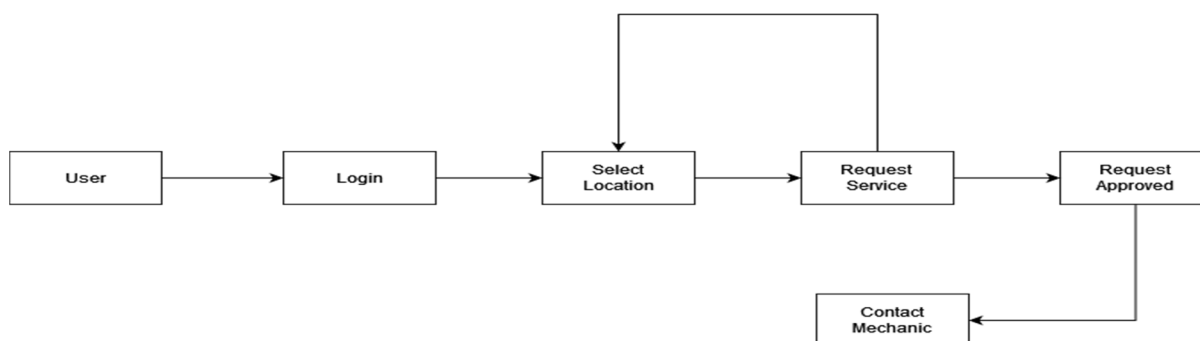 User
Login
Select
Location
Request
Service
Request
Approved
Contact
Mechanic